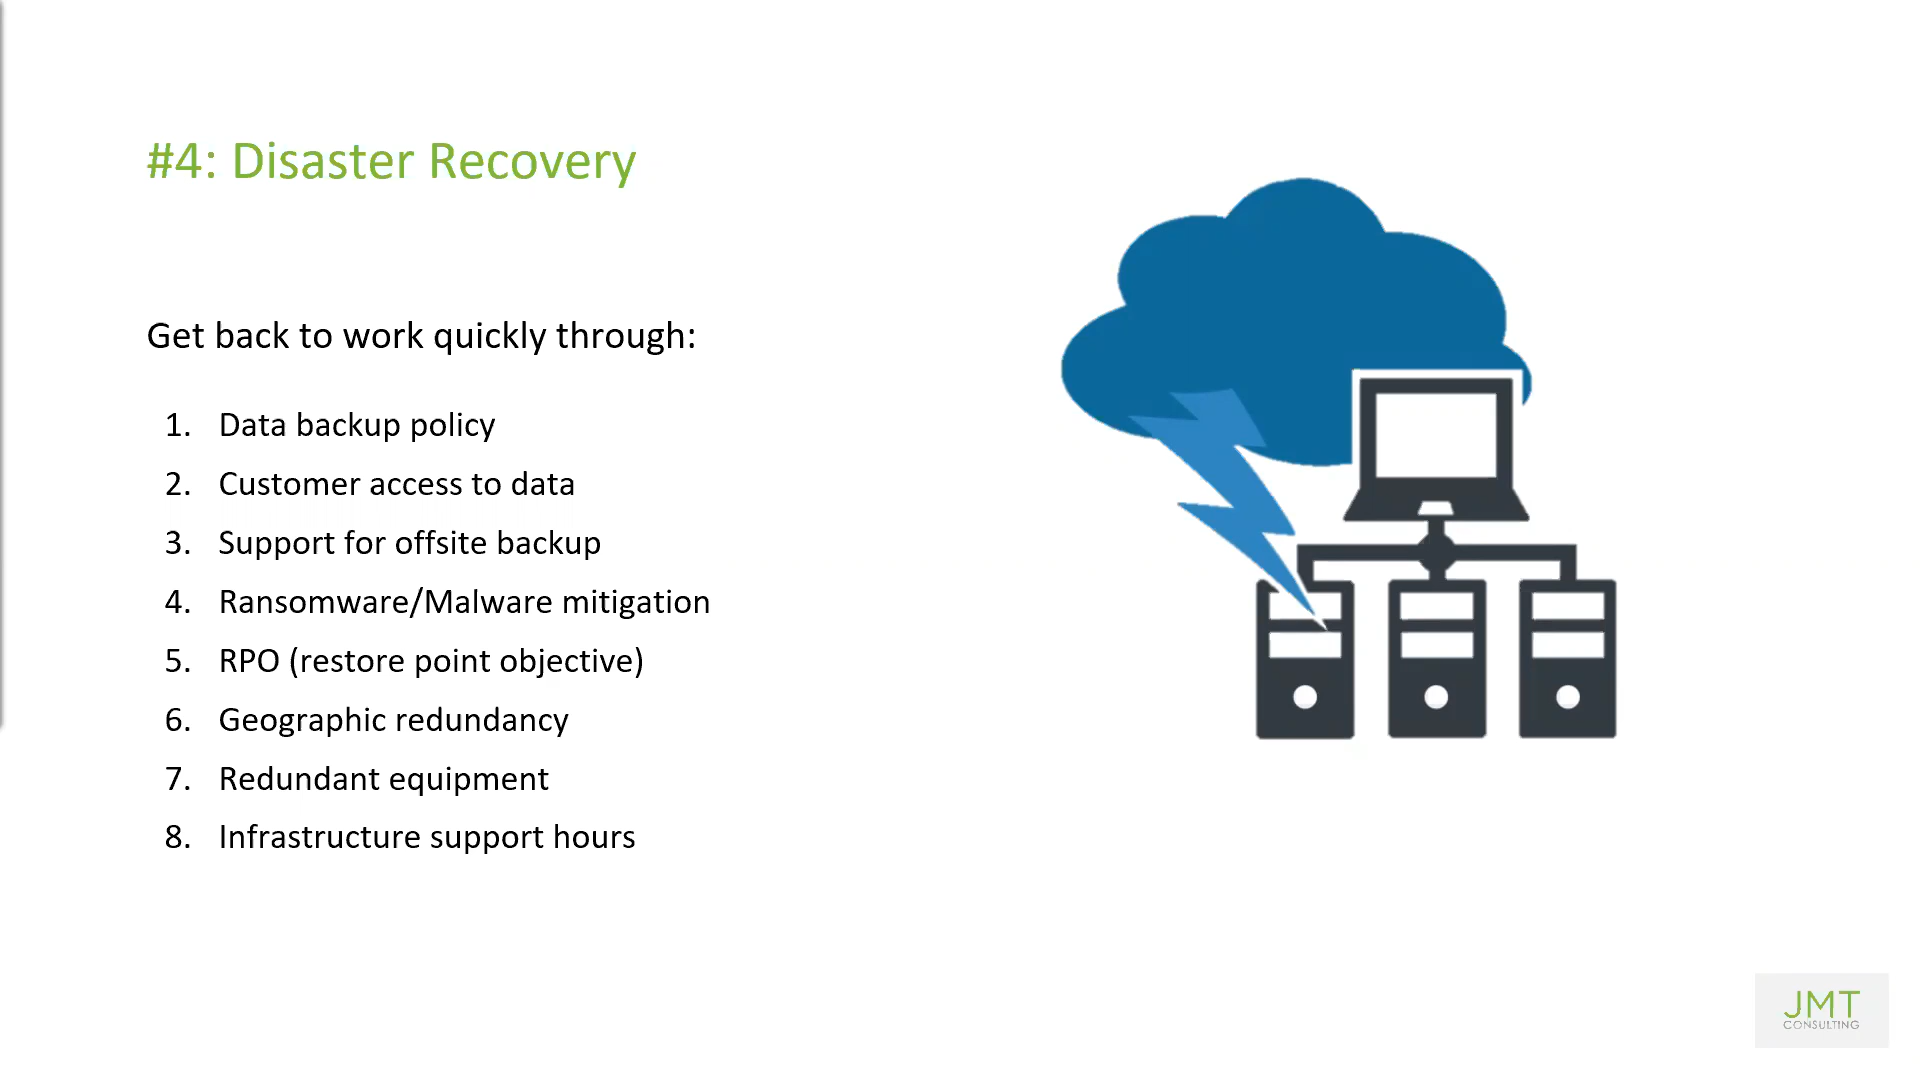 #4: Disaster Recovery
Get back to work quickly through:
1. Data backup policy
2. Customer access to data
3. Support for offsite backup
4. Ransomware/Malware mitigation
5. RPO (restore point objective)
6. Geographic redundancy
7. Redundant equipment
8. Infrastructure support hours
JMT
CONSULTING